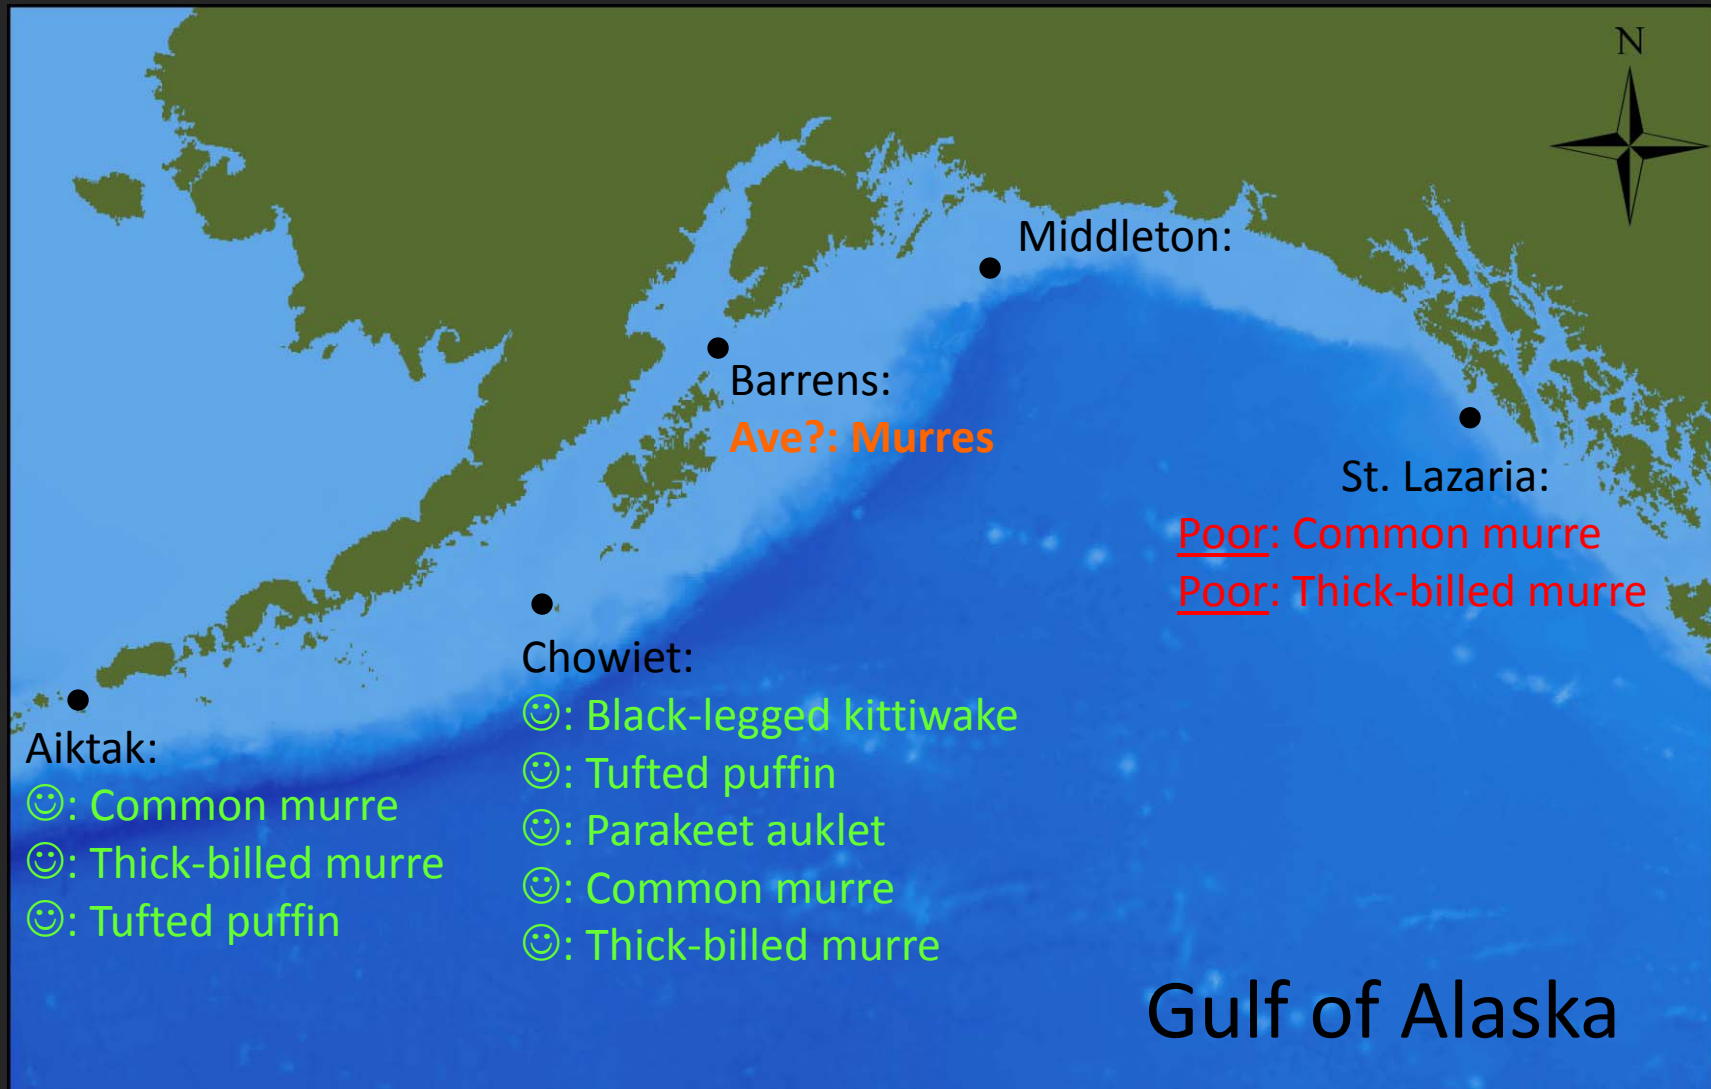 N
Middleton:
Barrens:
Ave?: Murres
St. Lazaria:
Poor: Common murre
Poor: Thick-billed murre
Chowiet:
☺: Black-legged kittiwake
☺: Tufted puffin
☺: Parakeet auklet
☺: Common murre
☺: Thick-billed murre
Aiktak:
☺: Common murre
☺: Thick-billed murre
☺: Tufted puffin
Gulf of Alaska